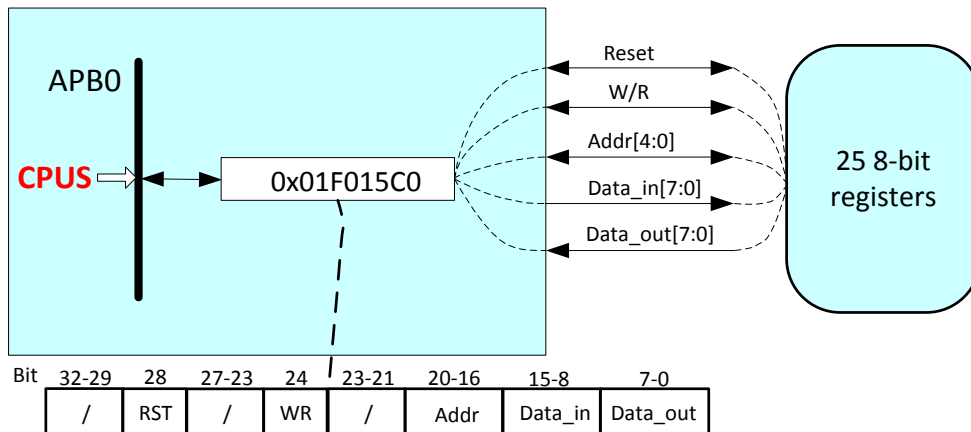 Reset
APB0
W/R
Addr[4:0]
CPUS
0x01F015C0
Data_in[7:0]
25 8-bit
registers
Data_out[7:0]
Bit 32-29 28 27-23 24 23-21 20-16 15-8 7-0
/ RST / WR / Addr Data_in Data_out